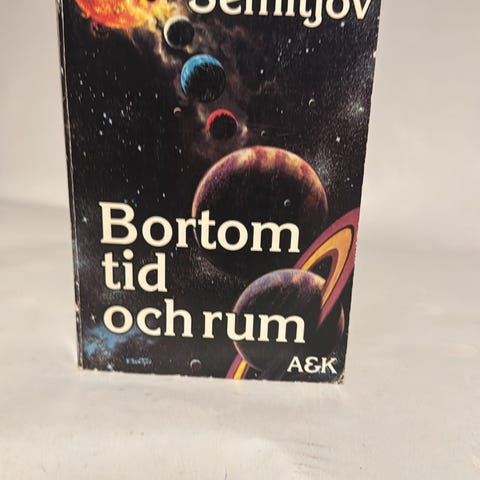 Semitjov
Bortom
tid
och rum
A&K